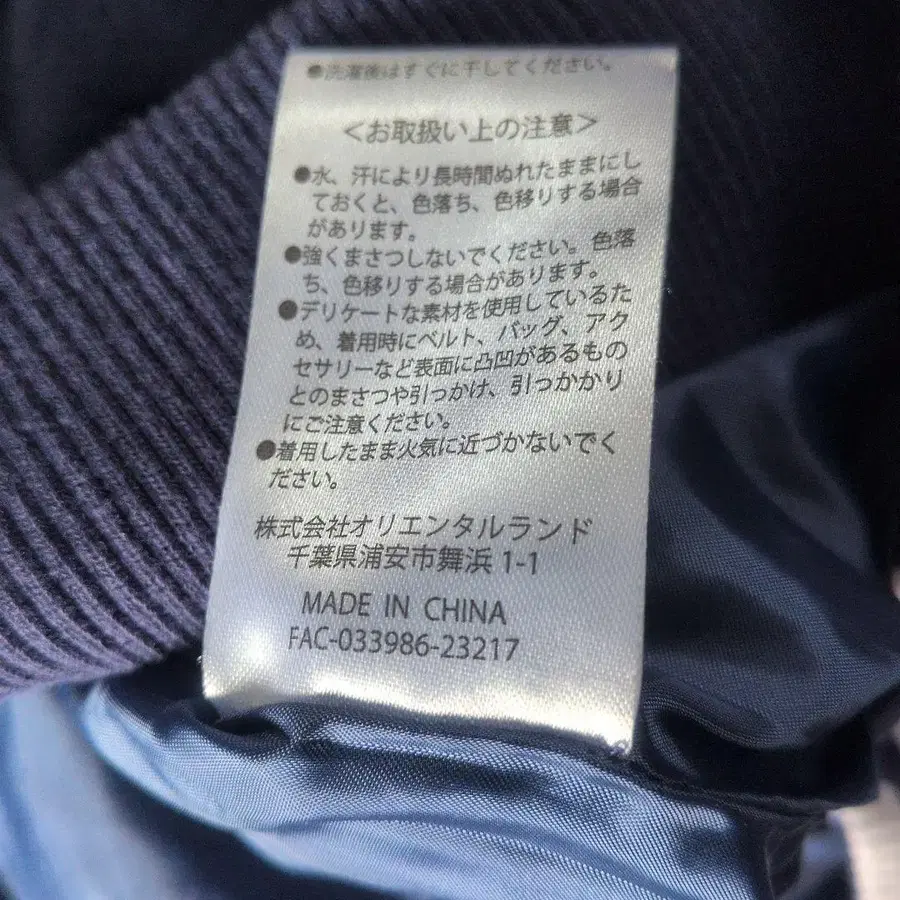 ●洗濯後はすぐに干してください。
＜お取扱い上の注意＞
●水、汗により長時間ぬれたままにし
ておくと、色落ち、色移りする場合
があります。
●強くまさつしないでください。色落
ち、色移りする場合があります。
●デリケートな素材を使用しているた
め、着用時にベルト、バッグ、アク
セサリーなど表面に凸凹があるもの
とのまさつや引っかけ、引っかかり
にご注意ください。
●着用したまま火気に近づかないでく
ださい。
株式会社オリエンタルランド
千葉県浦安市舞浜 1-1
MADE IN CHINA
FAC-033986-23217